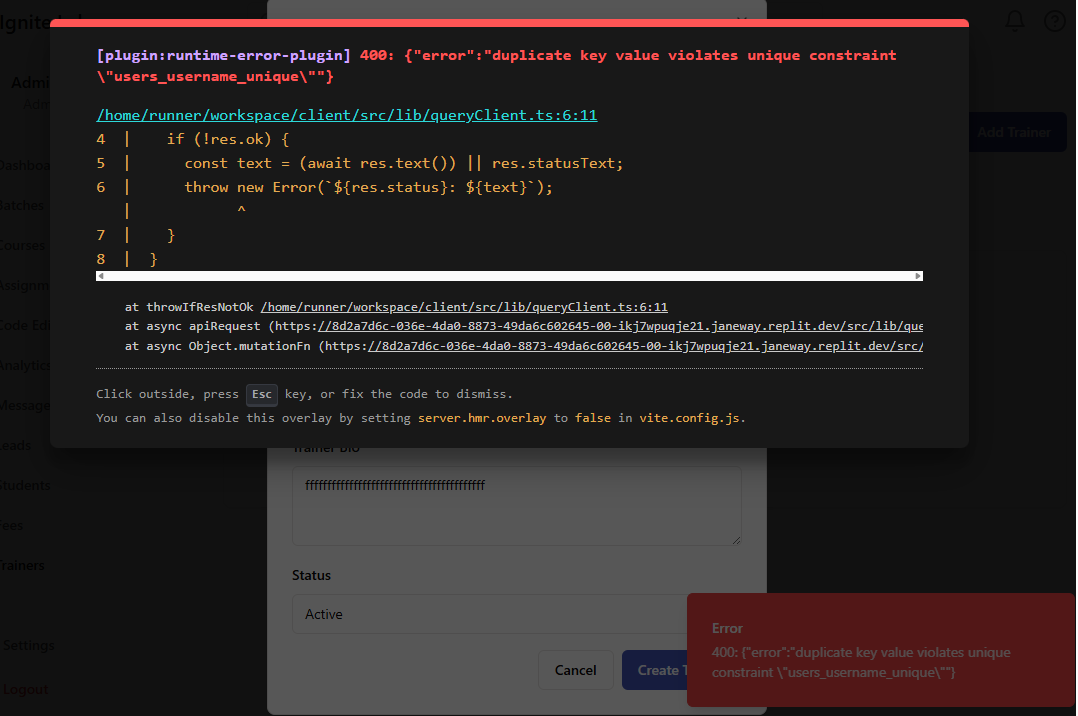 [plugin:runtime-error-plugin] 400: {"error":"duplicate key value violates unique constraint
\"users_username_unique\""}
/home/runner/workspace/client/src/lib/queryClient.ts:6:11
4 |    if (!res.ok) {
5 |      const text = (await res.text()) || res.statusText;
6 |      throw new Error(`${res.status}: ${text}`);
  |            ^
7 |    }
8 |  }
at throwIfResNotOk /home/runner/workspace/client/src/lib/queryClient.ts:6:11
at async apiRequest (https://8d2a7d6c-036e-4da0-8873-49da6c602645-00-ikj7wpuqje21.janeway.replit.dev/src/lib/que
at async Object.mutationFn (https://8d2a7d6c-036e-4da0-8873-49da6c602645-00-ikj7wpuqje21.janeway.replit.dev/src/
Click outside, press Esc key, or fix the code to dismiss.
You can also disable this overlay by setting server.hmr.overlay to false in vite.config.js.
Ignite
Admi
Adm
Dashboa
Batches
Courses
Assignm
Code Edi
Analytics
Message
Leads
Students
Fees
Trainers
Settings
Logout
Add Trainer
Trainer Bio
Status
Active
Cancel
Create T
Error
400: {"error":"duplicate key value violates unique
constraint \"users_username_unique\""}